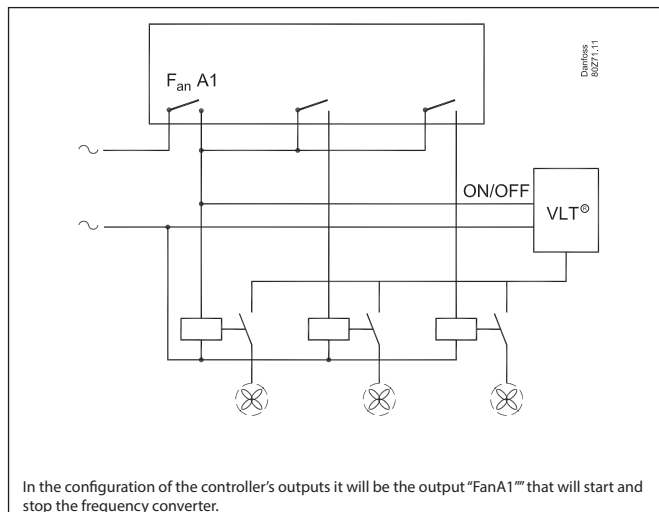 Danfoss
80Z71.11
Fan A1
ON/OFF
VLT®
In the configuration of the controller's outputs it will be the output “FanA1”" that will start and
stop the frequency converter.